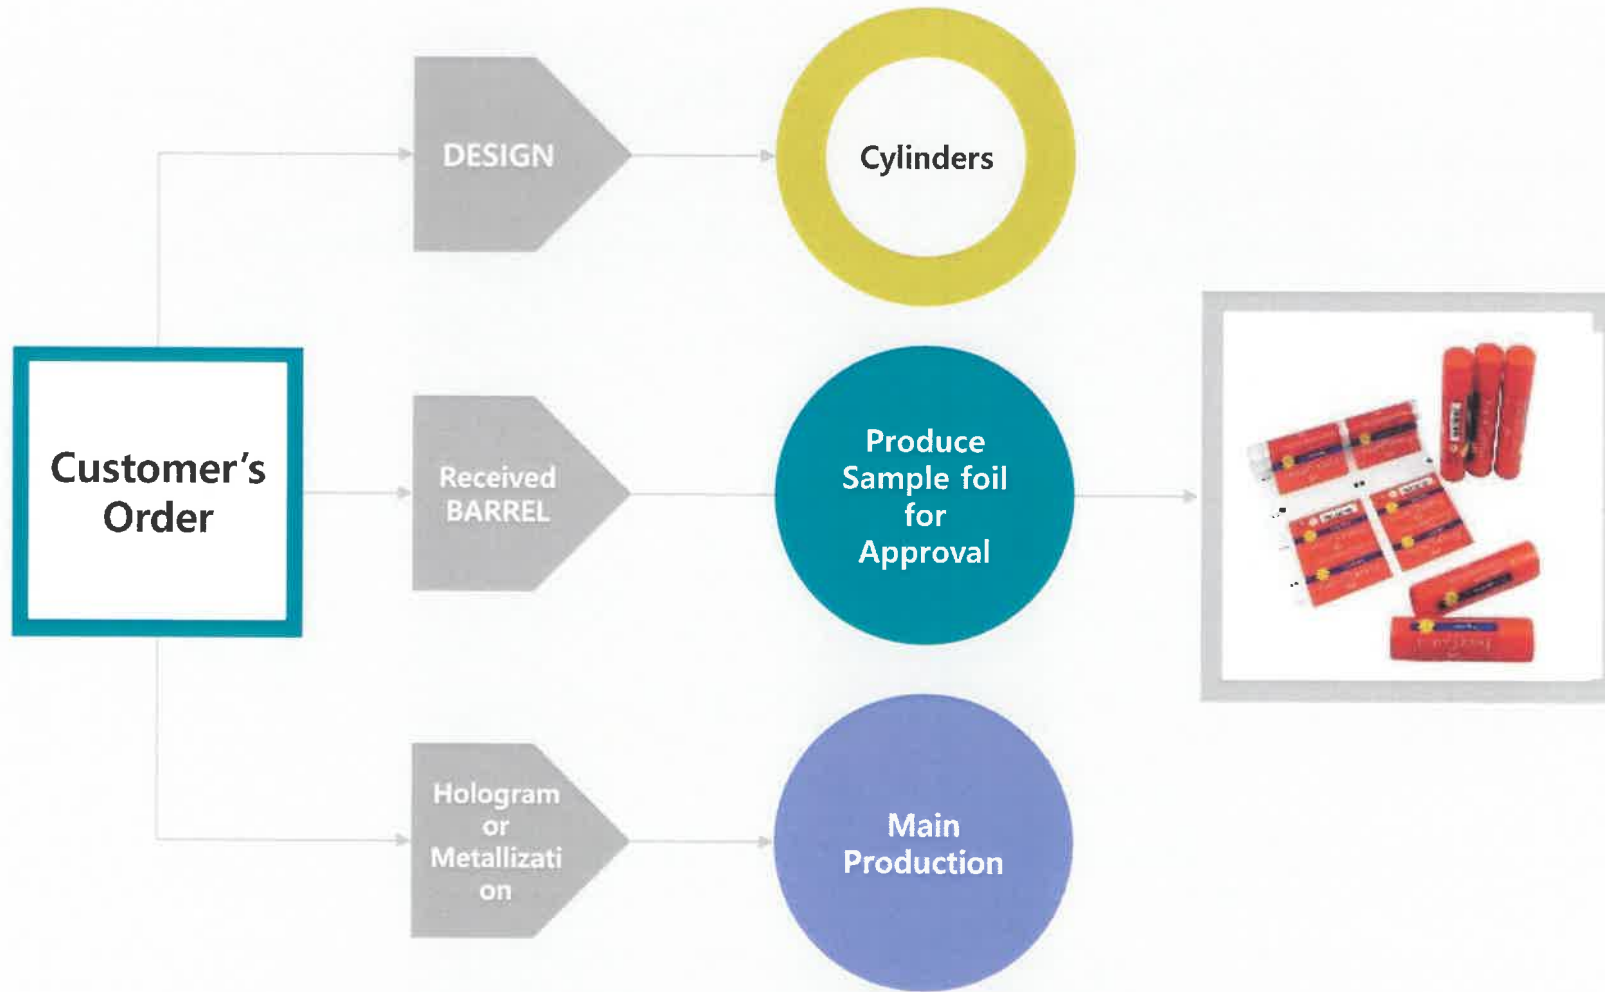 DESIGN
Cylinders
Customer's
Order
Received
BARREL
Produce
Sample foil
for
Approval
Hologram
or
Metallizati
on
Main
Production